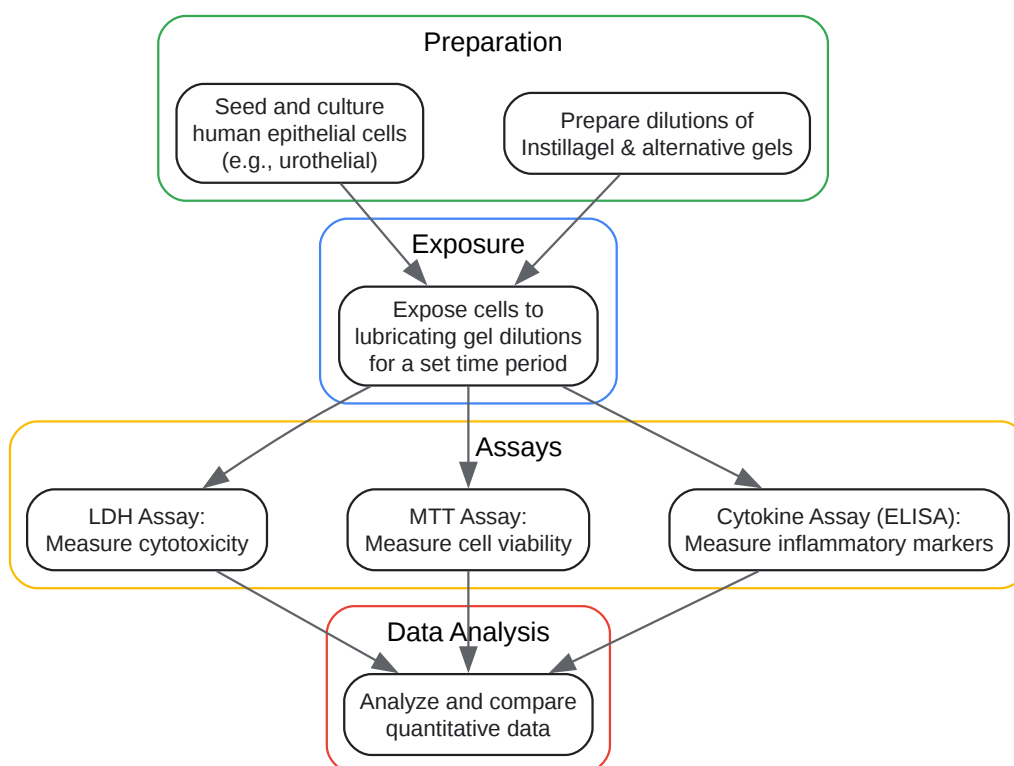 Preparation
Seed and culture
human epithelial cells
(e.g., urothelial)
Prepare dilutions of
Instillagel & alternative gels
Exposure
Expose cells to
lubricating gel dilutions
for a set time period
Assays
LDH Assay:
Measure cytotoxicity
MTT Assay:
Measure cell viability
Cytokine Assay (ELISA):
Measure inflammatory markers
Data Analysis
Analyze and compare
quantitative data